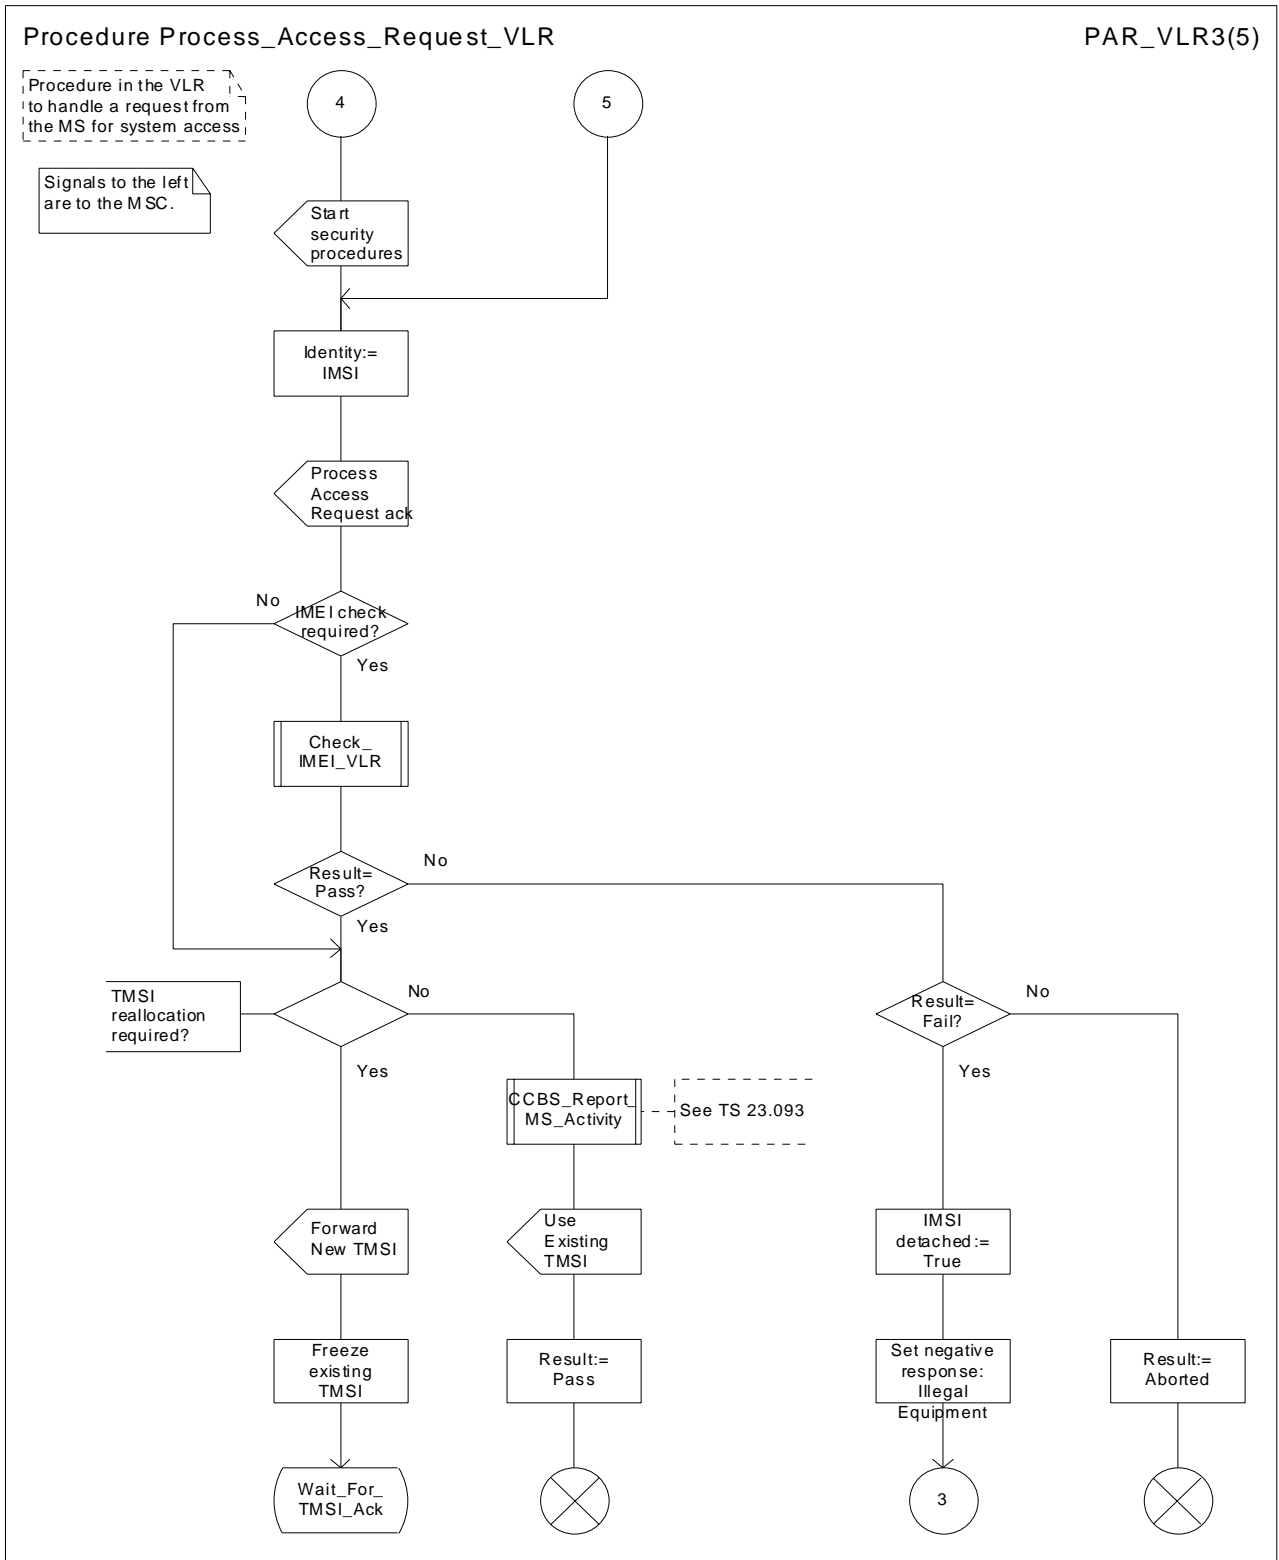 Procedure Process_Access_Request_VLR
PAR_VLR3(5)
Procedure in the VLR
to handle a request from
the MS for system access
4
5
Signals to the left
are to the MSC.
Start
security
procedures
Identity:=
IMSI
Process
Access
Request ack
No
IMEI check
required?
Yes
Check_
IMEI_VLR
Result=
Pass?
No
Yes
TMSI
reallocation
required?
No
Yes
Result=
Fail?
No
Yes
CCBS_Report_
MS_Activity
See TS 23.093
Forward
New TMSI
Use
Existing
TMSI
IMSI
detached:=
True
Freeze
existing
TMSI
Result:=
Pass
Set negative
response:
Illegal
Equipment
Result:=
Aborted
Wait_For_
TMSI_Ack
3